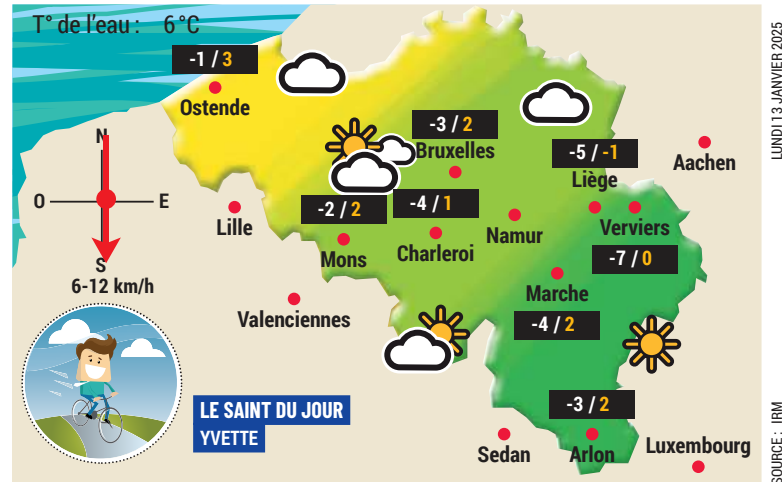 T° de l'eau : 6 °C
-1 / 3
Ostende
-3 / 2
Bruxelles
-5 / -1
Liège
Aachen
N
O
E
S
6-12 km/h
Lille
-2 / 2
Mons
-4 / 1
Charleroi
Namur
Verviers
-7 / 0
Marche
-4 / 2
Valenciennes
LE SAINT DU JOUR
YVETTE
-3 / 2
Sedan
Arlon
Luxembourg
LUNDI 13 JANVIER 2025
SOURCE : IRM